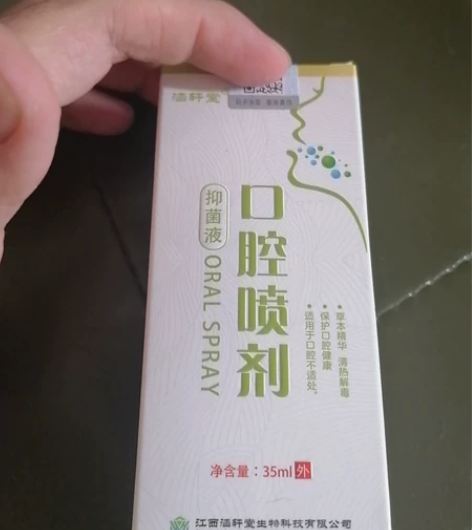 涵轩堂
口腔喷剂
抑菌液
ORAL SPRAY
•草本精华 清热解毒
•保护口腔健康
•适用于口腔不适处。
净含量：35ml 外
江西涵轩堂生物科技有限公司